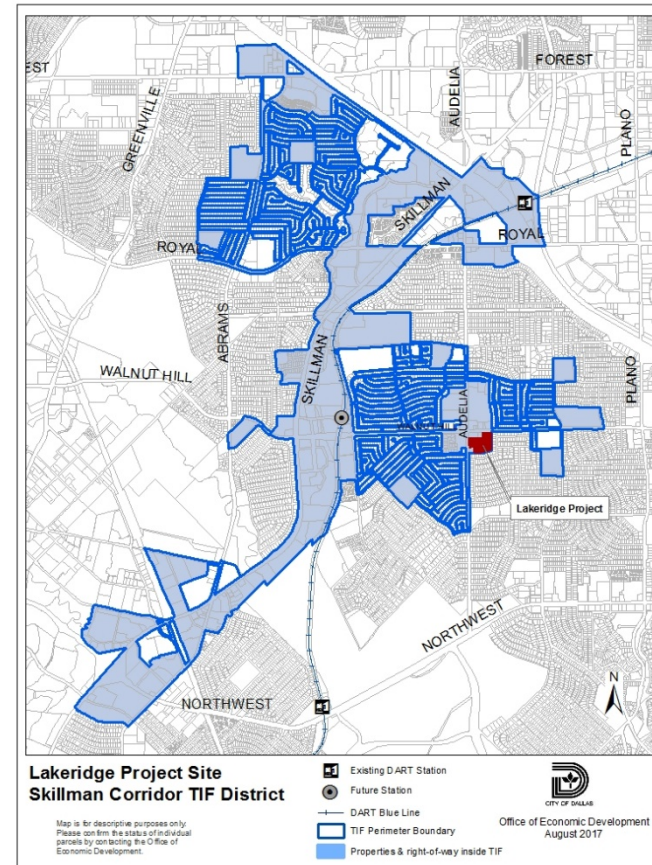 EST
FOREST
GREENVILLE
AUDELIA
PLANO
SKILLMAN
ROYAL
ROYAL
ABRAMS
SKILLMAN
WALNUT HILL
PLANO
AUDELIA
Lakeridge Project
NORTHWEST
NORTHWEST
N
Lakeridge Project Site
Skillman Corridor TIF District
Map is for descriptive purposes only.
Please confirm the status of individual
parcels by contacting the Office of
Economic Development.
Existing DART Station
Future Station
DART Blue Line
TIF Perimeter Boundary
Properties & right-of-way inside TIF
CITY OF DALLAS
Office of Economic Development
August 2017